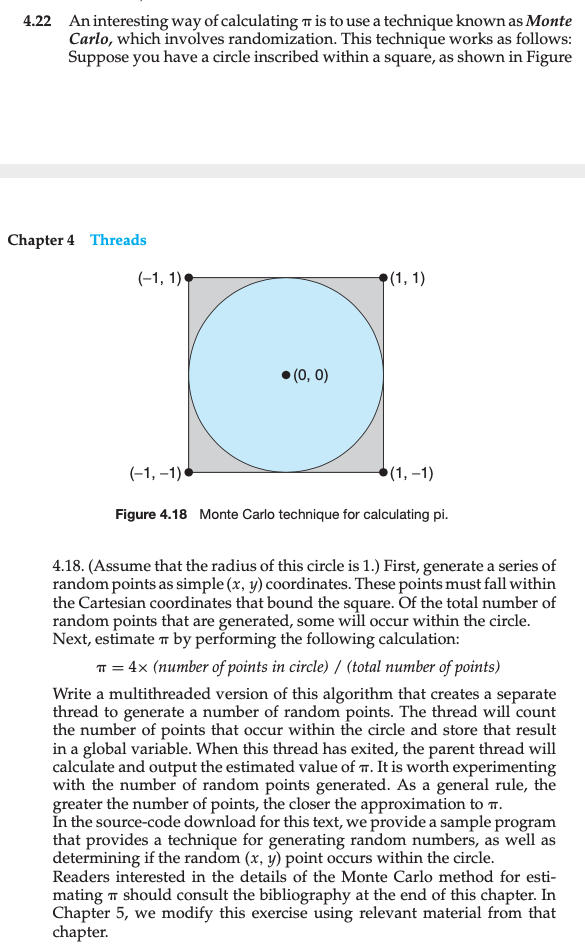 4.22 An interesting way of calculating π is to use a technique known as Monte
Carlo, which involves randomization. This technique works as follows:
Suppose you have a circle inscribed within a square, as shown in Figure
Chapter 4 Threads
(−1, 1)
(1, 1)
(0, 0)
(−1, −1)
(1, −1)
Figure 4.18 Monte Carlo technique for calculating pi.
4.18. (Assume that the radius of this circle is 1.) First, generate a series of
random points as simple (x, y) coordinates. These points must fall within
the Cartesian coordinates that bound the square. Of the total number of
random points that are generated, some will occur within the circle.
Next, estimate π by performing the following calculation:
π = 4× (number of points in circle) / (total number of points)
Write a multithreaded version of this algorithm that creates a separate
thread to generate a number of random points. The thread will count
the number of points that occur within the circle and store that result
in a global variable. When this thread has exited, the parent thread will
calculate and output the estimated value of π. It is worth experimenting
with the number of random points generated. As a general rule, the
greater the number of points, the closer the approximation to π.
In the source-code download for this text, we provide a sample program
that provides a technique for generating random numbers, as well as
determining if the random (x, y) point occurs within the circle.
Readers interested in the details of the Monte Carlo method for esti-
mating π should consult the bibliography at the end of this chapter. In
Chapter 5, we modify this exercise using relevant material from that
chapter.